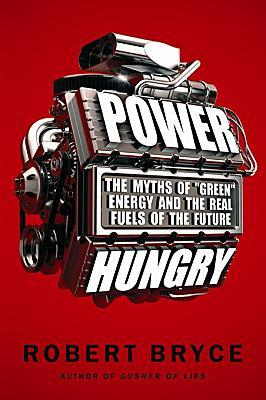 POWER
THE MYTHS OF "GREEN"
ENERGY AND THE REAL
FUELS OF THE FUTURE
HUNGRY
ROBERT BRYCE
AUTHOR OF GUSHER OF LIES